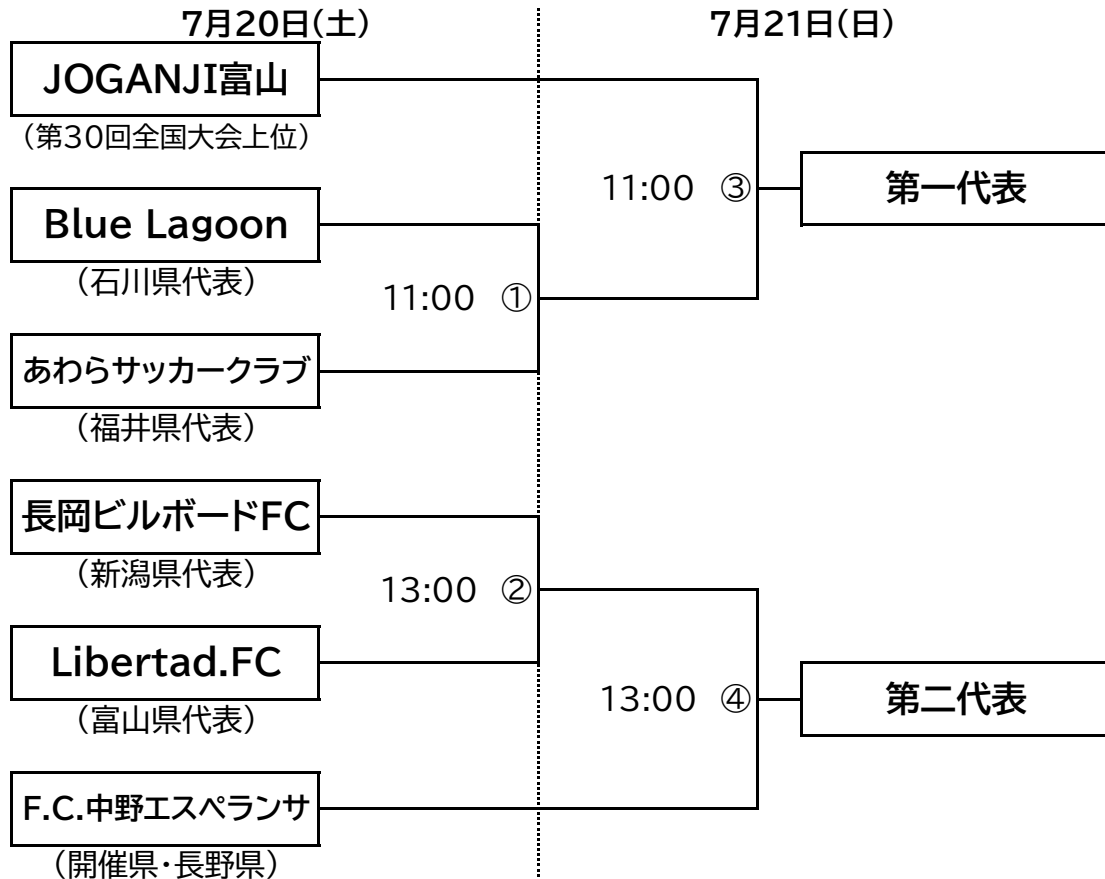 7月20日(土)
7月21日(日)
JOGANJI富山
(第30回全国大会上位)
11:00 ③
第一代表
Blue Lagoon
(石川県代表)
11:00 ①
あわらサッカークラブ
(福井県代表)
長岡ビルボードFC
(新潟県代表)
13:00 ②
Libertad.FC
(富山県代表)
13:00 ④
第二代表
F.C.中野エスペランサ
(開催県・長野県)